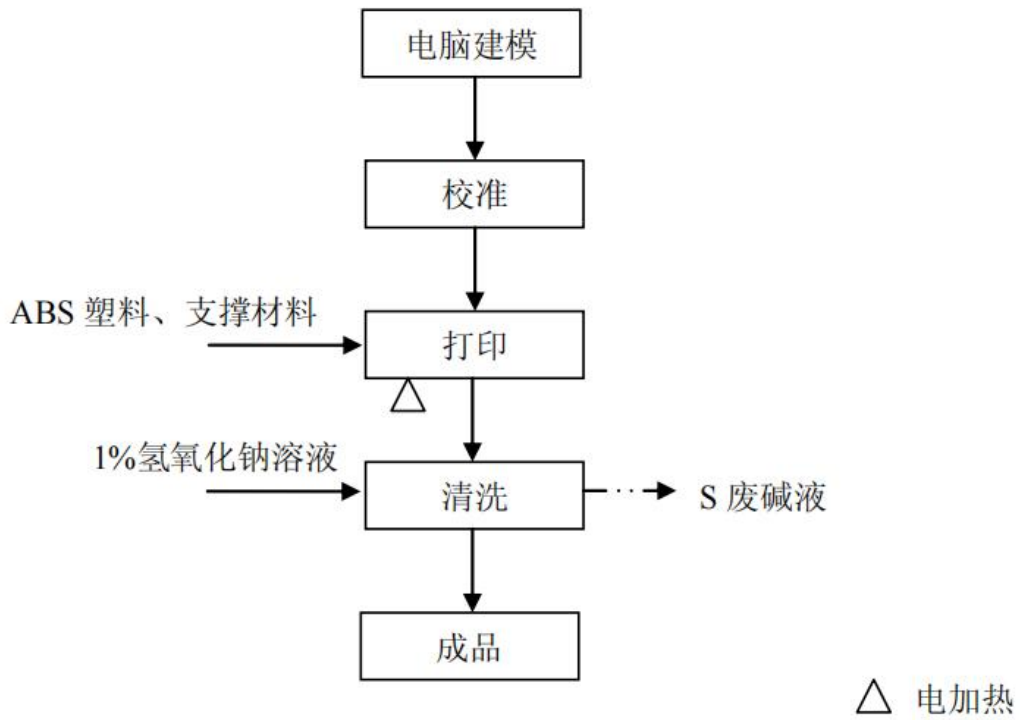 电脑建模
校准
ABS 塑料、支撑材料
打印
1%氢氧化钠溶液
清洗
S 废碱液
成品
电加热